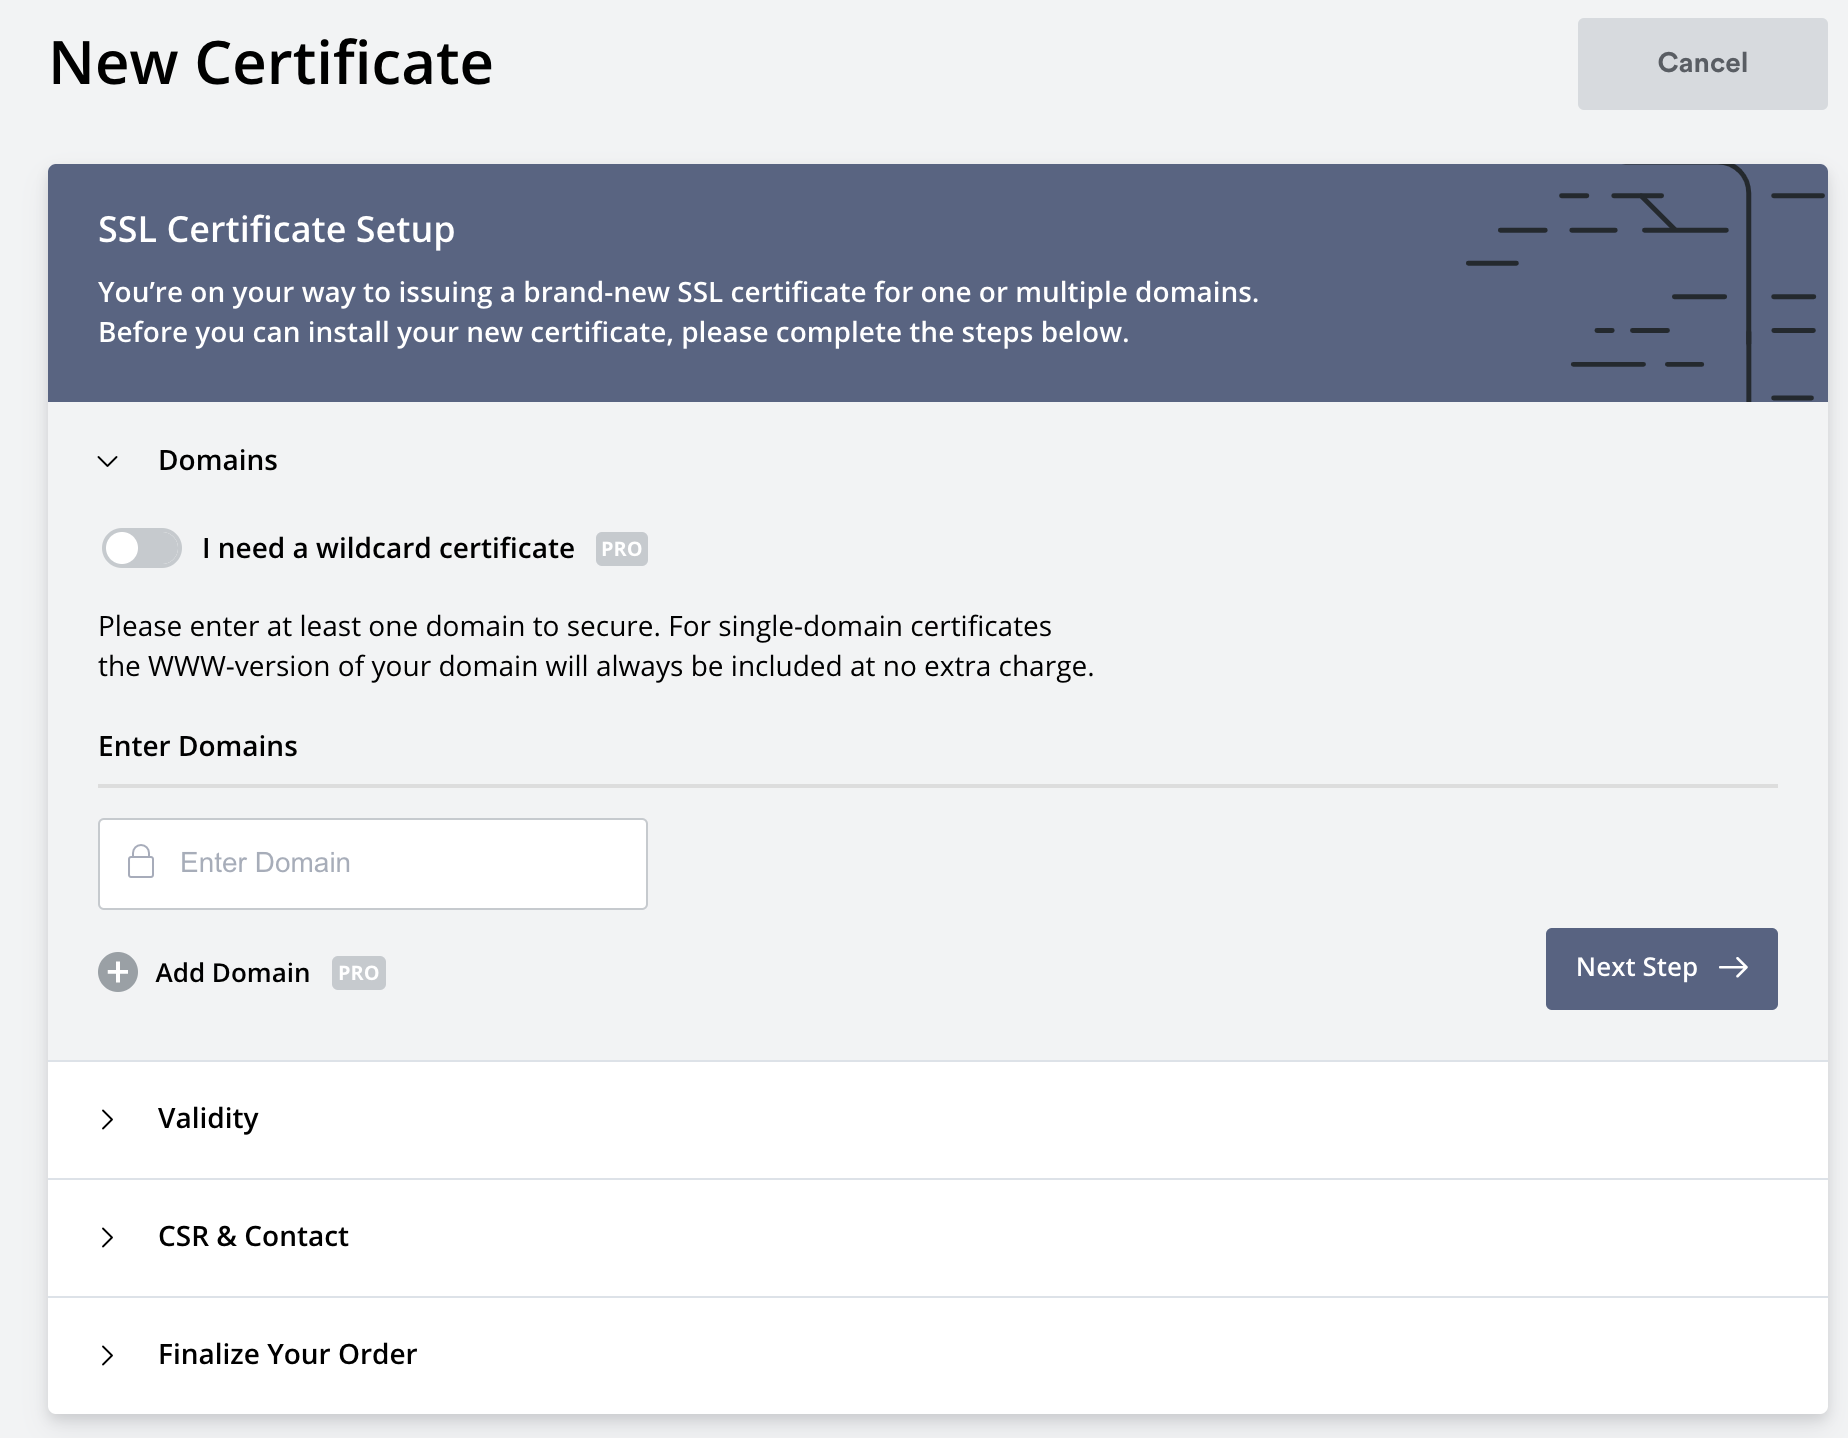 New Certificate
Cancel
SSL Certificate Setup
You’re on your way to issuing a brand-new SSL certificate for one or multiple domains.
Before you can install your new certificate, please complete the steps below.
Domains
I need a wildcard certificate PRO
Please enter at least one domain to secure. For single-domain certificates
the WWW-version of your domain will always be included at no extra charge.
Enter Domains
Enter Domain
Add Domain PRO
Next Step
Validity
CSR & Contact
Finalize Your Order